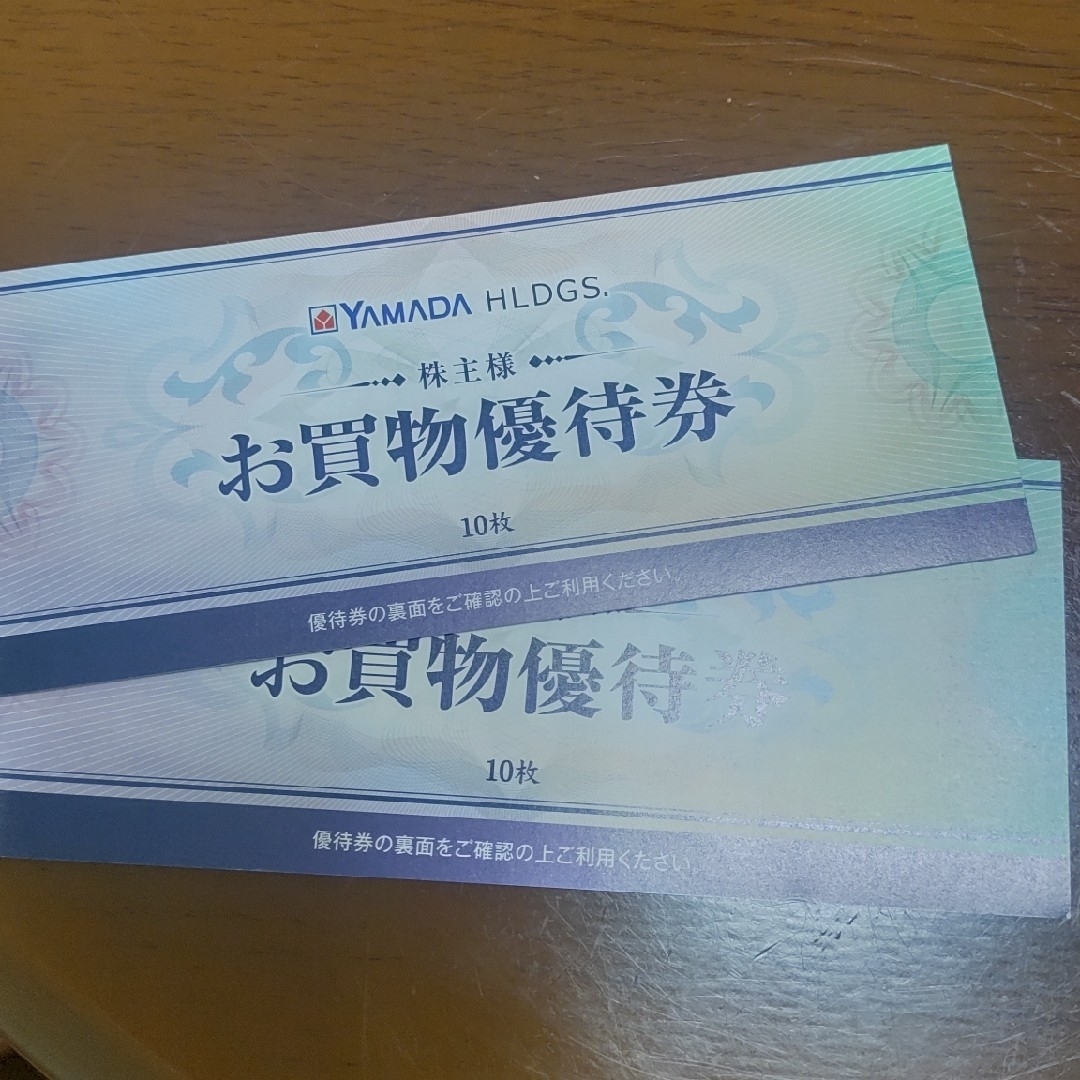 YAMADA HLDGS.
株主様
お買物優待券
10枚
優待券の裏面をご確認の上ご利用ください。
お買物優待券
10枚
優待券の裏面をご確認の上ご利用ください。